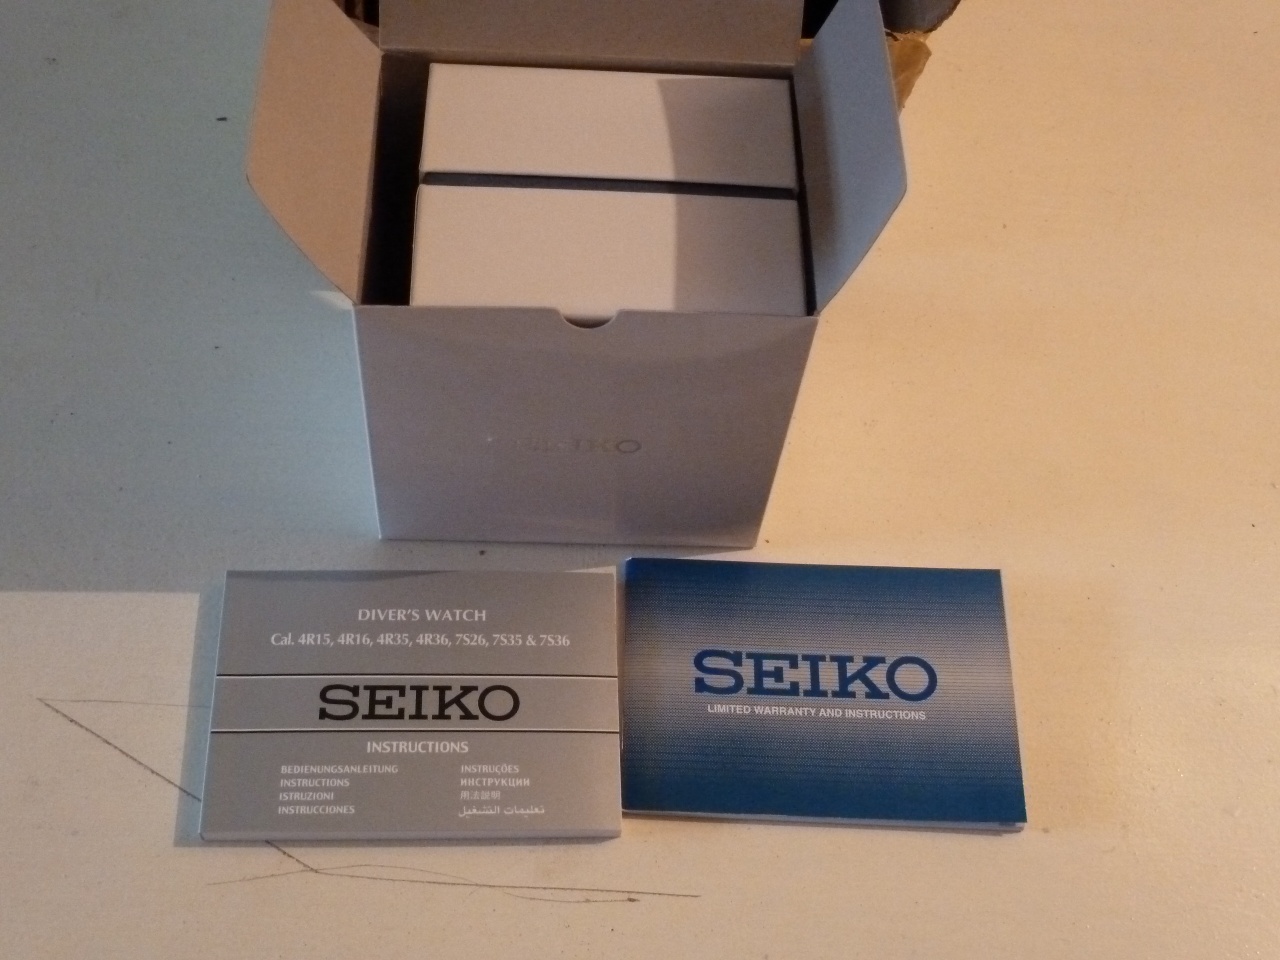 SEIKO
DIVER'S WATCH
Cal. 4R15, 4R16, 4R35, 4R36, 7S26, 7S35 & 7S36
SEIKO
INSTRUCTIONS
BEDIENUNGSANLEITUNG
INSTRUCTIONS
ISTRUZIONI
INSTRUCCIONES
INSTRUÇÕES
ИНСТРУКЦИИ
用法說明
تعليمات التشغيل
SEIKO
LIMITED WARRANTY AND INSTRUCTIONS